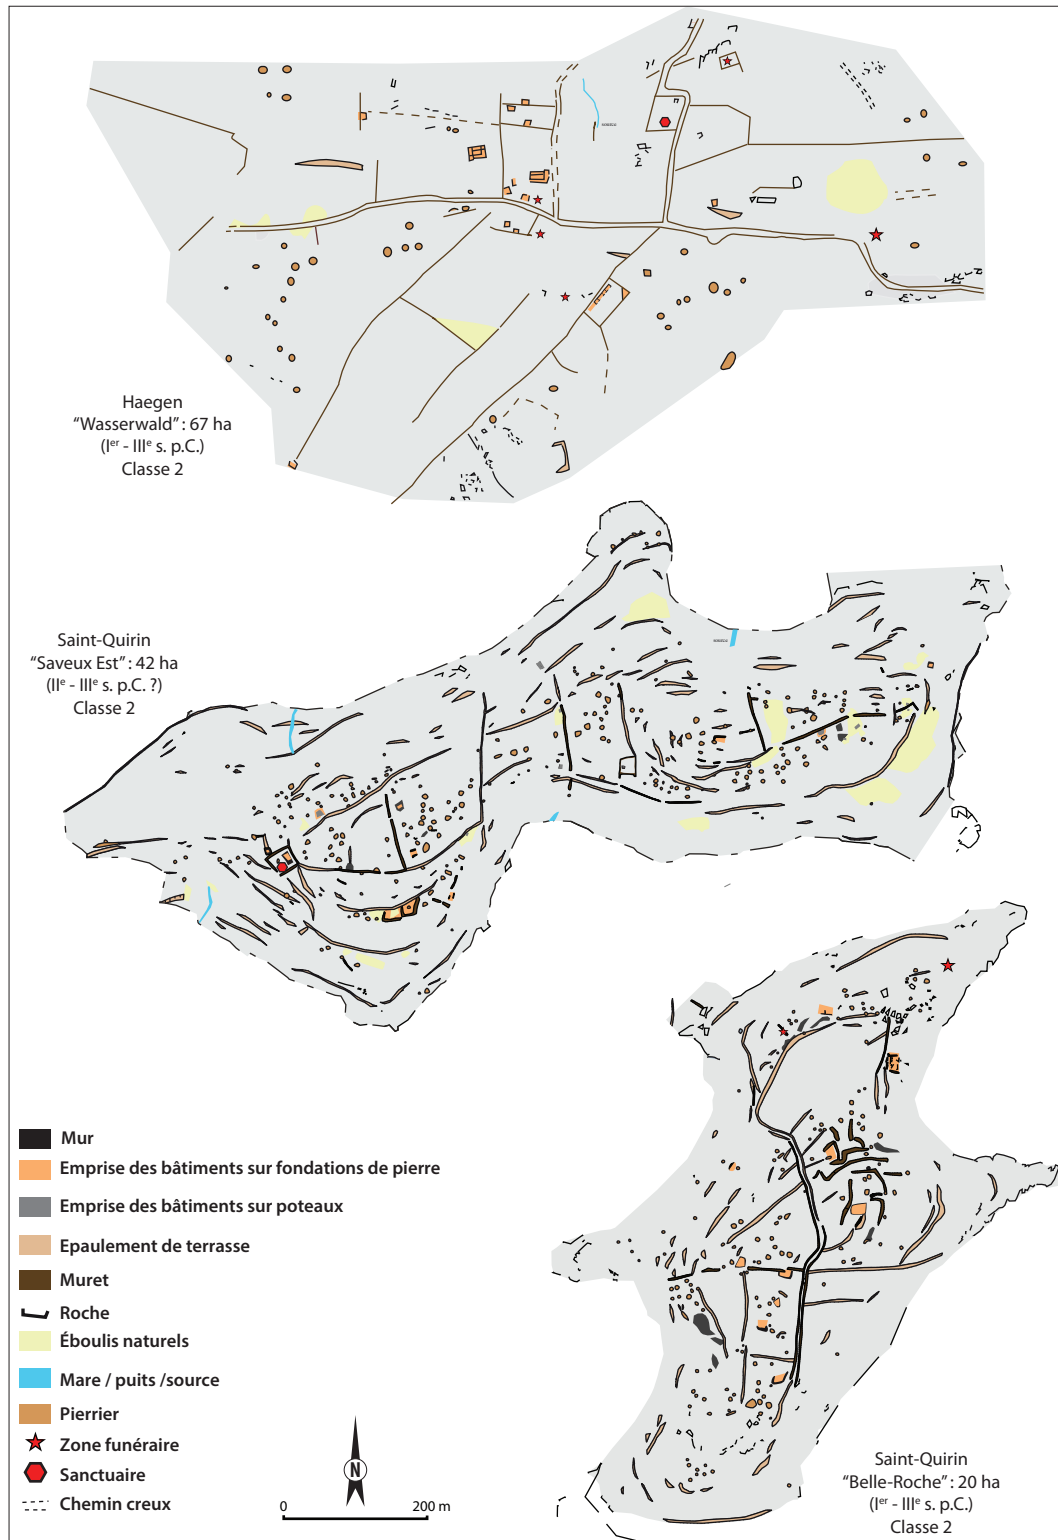 Haegen
“Wasserwald” : 67 ha
(Ier - IIIe s. p.C.)
Classe 2
Saint-Quirin
“Saveux Est” : 42 ha
(IIe - IIIe s. p.C. ?)
Classe 2
Mur
Emprise des bâtiments sur fondations de pierre
Emprise des bâtiments sur poteaux
Epaulement de terrasse
Muret
Roche
Éboulis naturels
Mare / puits /source
Pierrier
Zone funéraire
Sanctuaire
Chemin creux
N
0 200 m
Saint-Quirin
“Belle-Roche” : 20 ha
(Ier - IIIe s. p.C.)
Classe 2